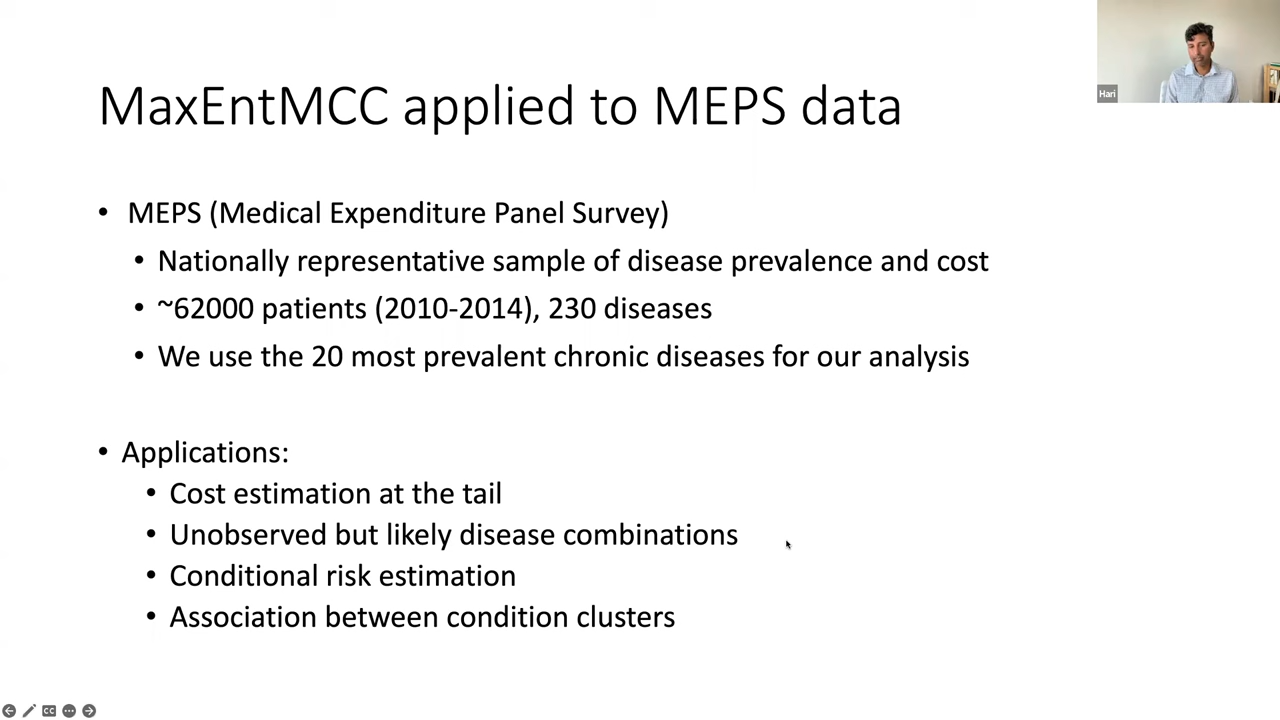 MaxEntMCC applied to MEPS data
Hari
• MEPS (Medical Expenditure Panel Survey)
• Nationally representative sample of disease prevalence and cost
• ~62000 patients (2010-2014), 230 diseases
• We use the 20 most prevalent chronic diseases for our analysis
• Applications:
• Cost estimation at the tail
• Unobserved but likely disease combinations
• Conditional risk estimation
• Association between condition clusters
CC